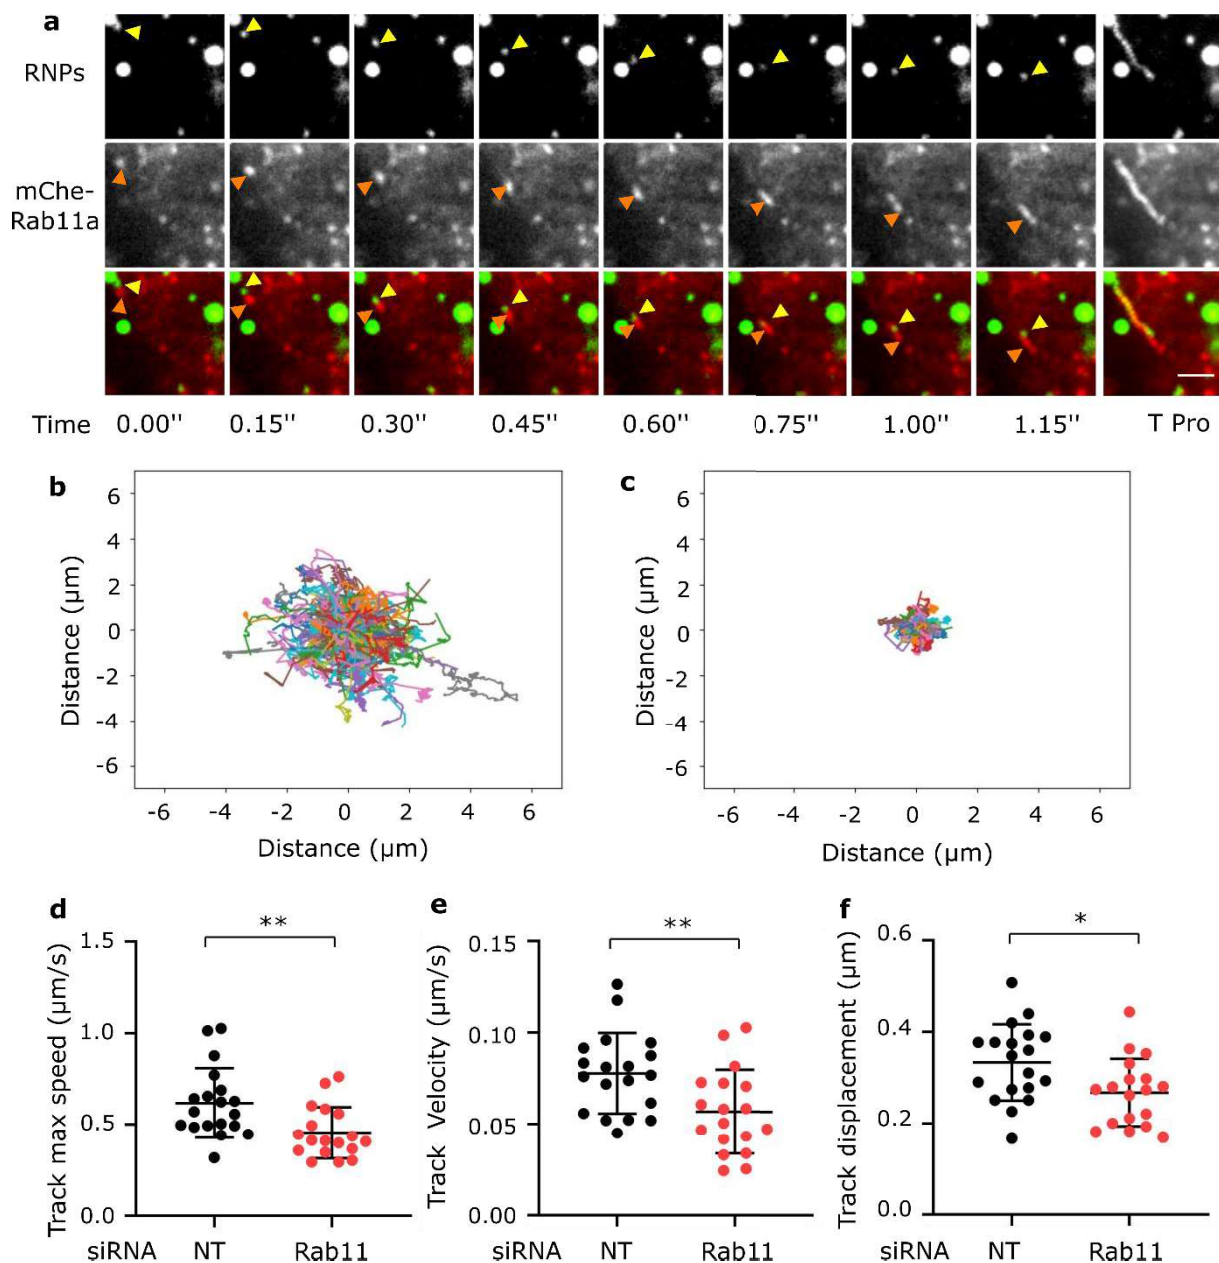 a
RNPs
mChe-
Rab11a
Time 0.00" 0.15" 0.30" 0.45" 0.60" 0.75" 1.00" 1.15" T Pro
b
6
4
2
0
-2
-4
-6
Distance (µm)
-6 -4 -2 0 2 4 6
Distance (µm)
c
6
4
2
0
-2
-4
-6
Distance (µm)
-6 -4 -2 0 2 4 6
Distance (µm)
d
**
Track max speed (µm/s)
1.5
1.0
0.5
0.0
siRNA NT Rab11
e
**
Track Velocity (µm/s)
0.15
0.10
0.05
0.00
siRNA NT Rab11
f
*
Track displacement (µm)
0.6
0.4
0.2
0.0
siRNA NT Rab11